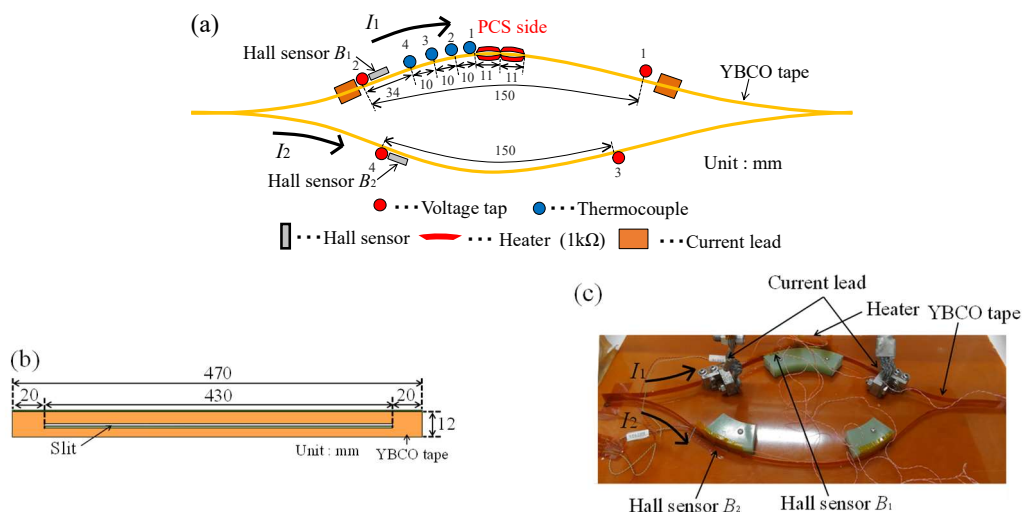 (a)
I1
PCS side
Hall sensor B1
4
3
2
1
2
1
YBCO tape
34
10
10
10
11
11
150
I2
150
4
3
Hall sensor B2
Unit : mm
···Voltage tap
···Thermocouple
···Hall sensor
··· Heater (1kΩ)
···Current lead
(b)
470
20
430
20
12
Slit
Unit : mm
YBCO tape
(c)
Current lead
Heater
YBCO tape
I1
I2
Hall sensor B2
Hall sensor B1